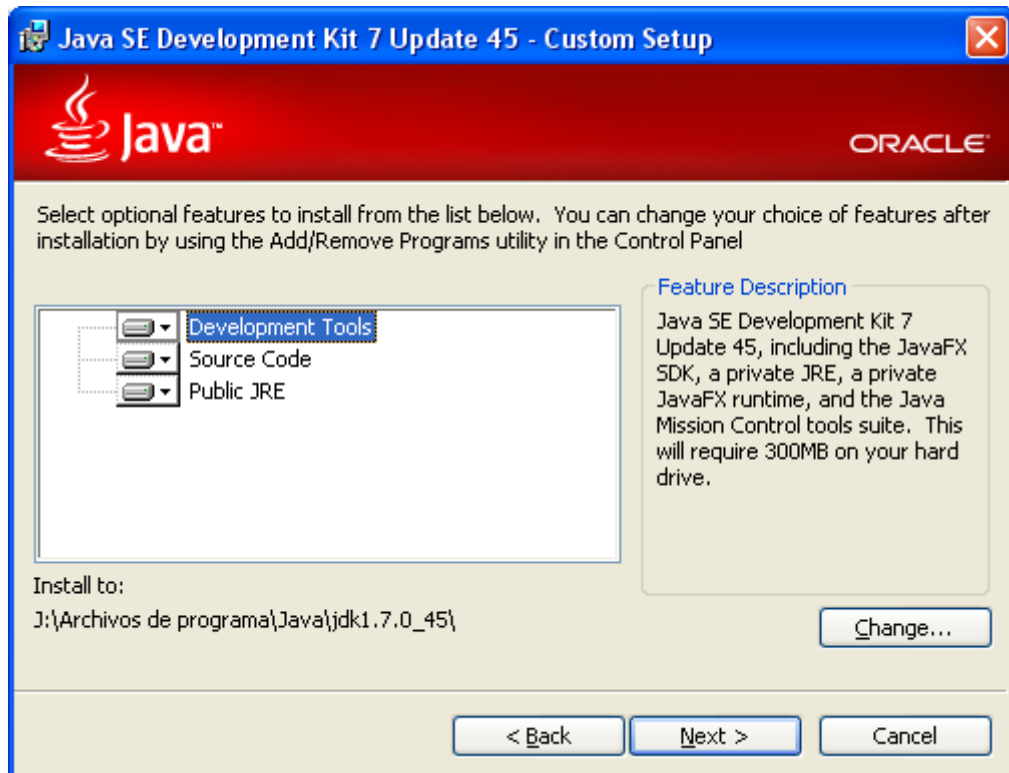 Java SE Development Kit 7 Update 45 - Custom Setup
Java™
ORACLE®
Select optional features to install from the list below.  You can change your choice of features after
installation by using the Add/Remove Programs utility in the Control Panel
Development Tools
Source Code
Public JRE
Feature Description
Java SE Development Kit 7
Update 45, including the JavaFX
SDK, a private JRE, a private
JavaFX runtime, and the Java
Mission Control tools suite.  This
will require 300MB on your hard
drive.
Install to:
J:\Archivos de programa\Java\jdk1.7.0_45\
Change...
< Back
Next >
Cancel